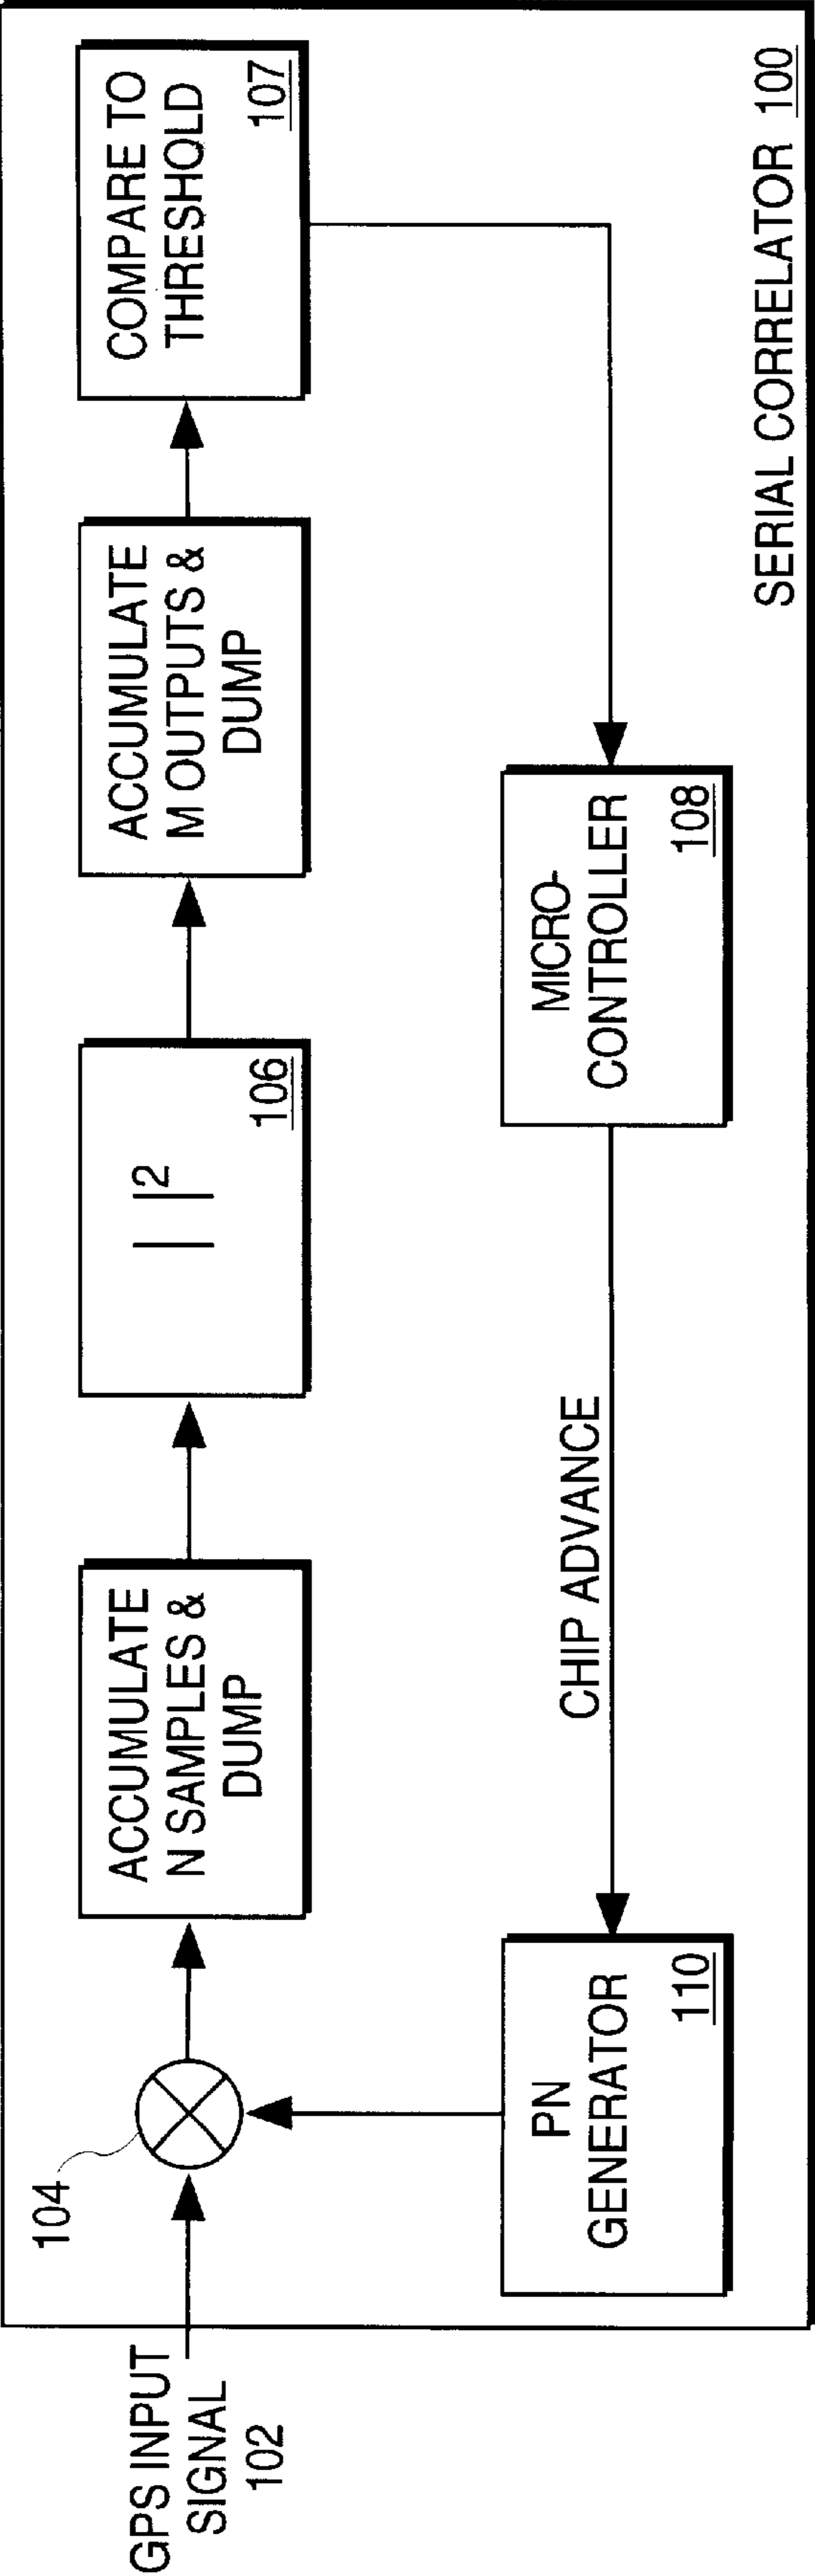 GPS INPUT
SIGNAL
102
104
ACCUMULATE
N SAMPLES &
DUMP
| |2
106
ACCUMULATE
M OUTPUTS &
DUMP
COMPARE TO
THRESHOLD
107
PN
GENERATOR
110
CHIP ADVANCE
MICRO-
CONTROLLER
108
SERIAL CORRELATOR 100